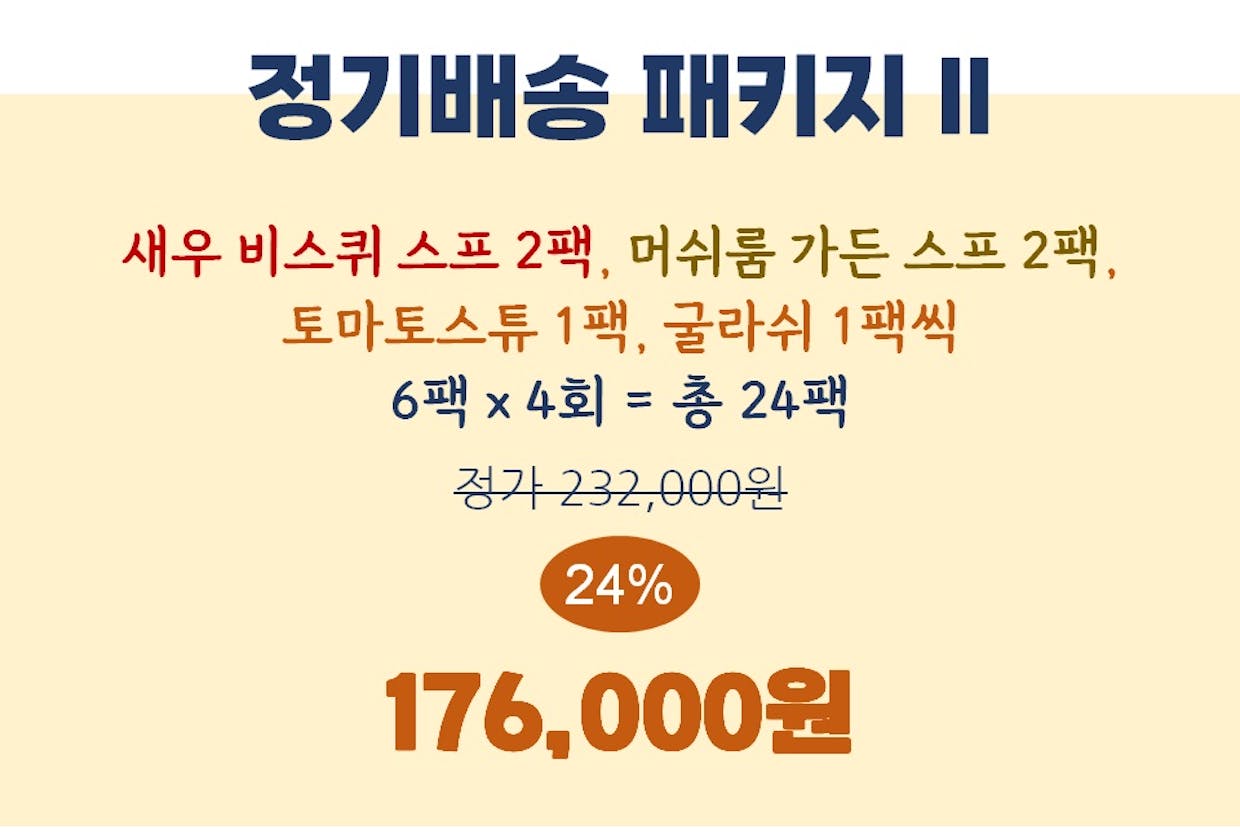 정기배송 패키지 II
새우 비스퀴 스프 2팩, 머쉬룸 가든 스프 2팩,
토마토스튜 1팩, 굴라쉬 1팩씩
6팩 x 4회 = 총 24팩
정가 232,000원
24%
176,000원